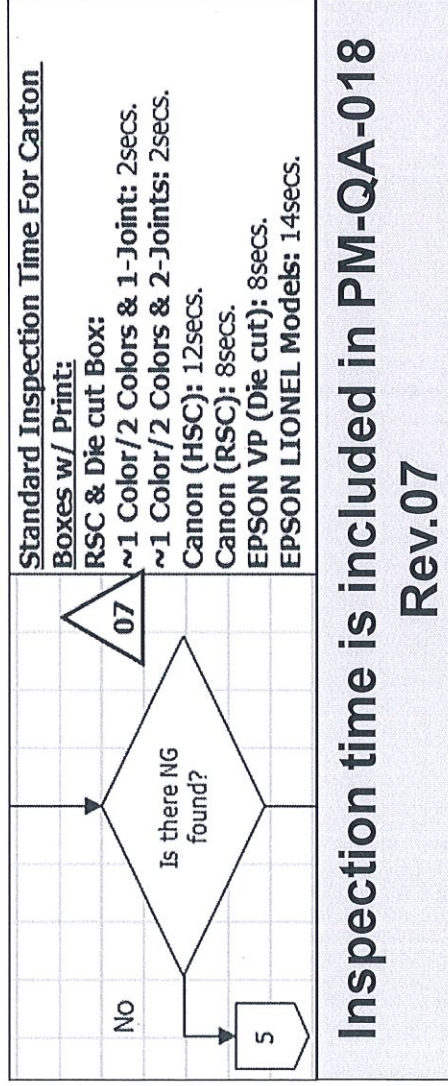 No
Is there NG
found?
5
07
Standard Inspection Time For Carton
Boxes w/ Print:
RSC & Die cut Box:
~1 Color/2 Colors & 1-Joint: 2secs.
~1 Color/2 Colors & 2-Joints: 2secs.
Canon (HSC): 12secs.
Canon (RSC): 8secs.
EPSON VP (Die cut): 8secs.
EPSON LIONEL Models: 14secs.
Inspection time is included in PM-QA-018
Rev.07